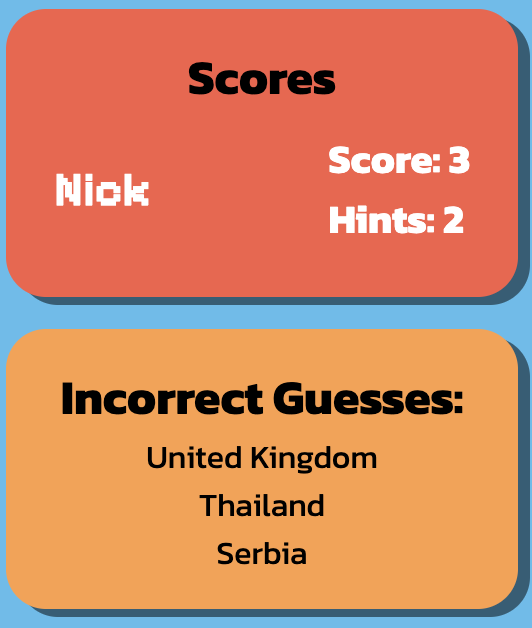 Scores
Nick
Score: 3
Hints: 2
Incorrect Guesses:
United Kingdom
Thailand
Serbia